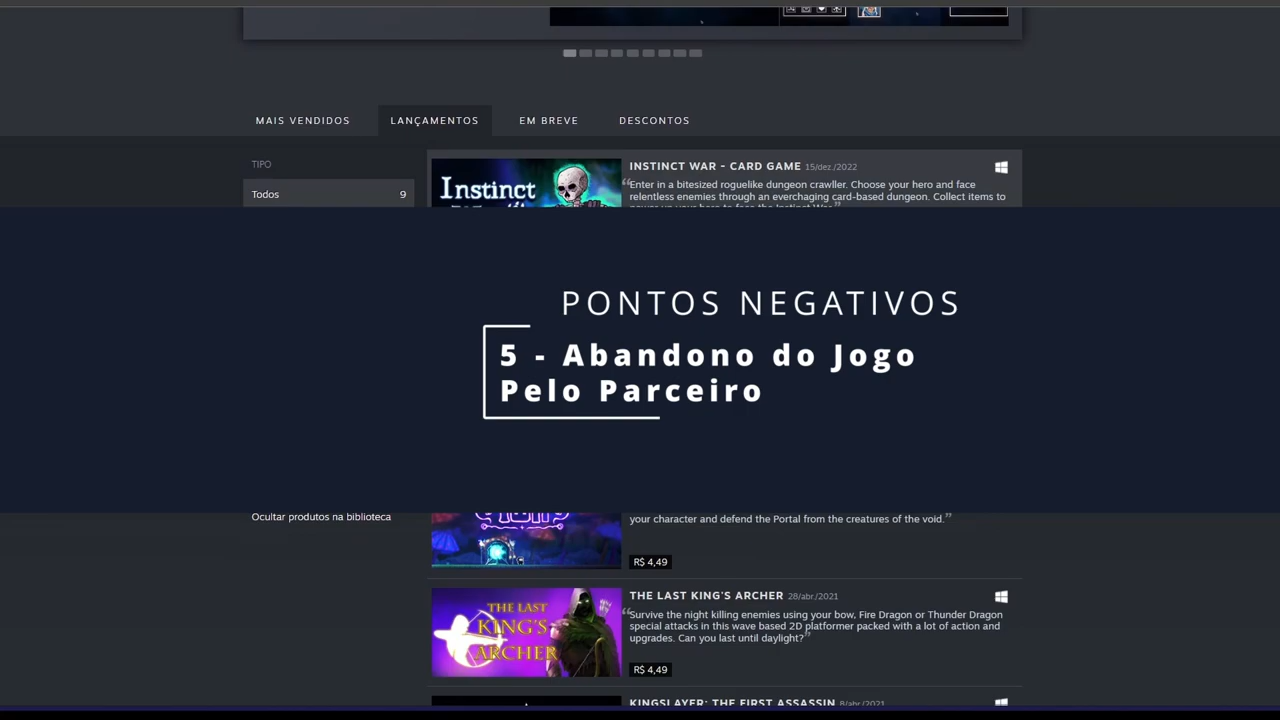 MAIS VENDIDOS
LANÇAMENTOS
EM BREVE
DESCONTOS
TIPO
Todos 9
Instinct
INSTINCT WAR - CARD GAME 15/dez./2022
“Enter in a bitesized roguelike dungeon crawller. Choose your hero and face
relentless enemies through an everchaging card-based dungeon. Collect items to
PONTOS NEGATIVOS
5 - Abandono do Jogo
Pelo Parceiro
Ocultar produtos na biblioteca
your character and defend the Portal from the creatures of the void.”
R$ 4,49
THE LAST
KING'S
ARCHER
THE LAST KING'S ARCHER 28/abr./2021
“Survive the night killing enemies using your bow, Fire Dragon or Thunder Dragon
special attacks in this wave based 2D platformer packed with a lot of action and
upgrades. Can you last until daylight?”
R$ 4,49
KINGSLAYER: THE FIRST ASSASSIN 8/abr./2021